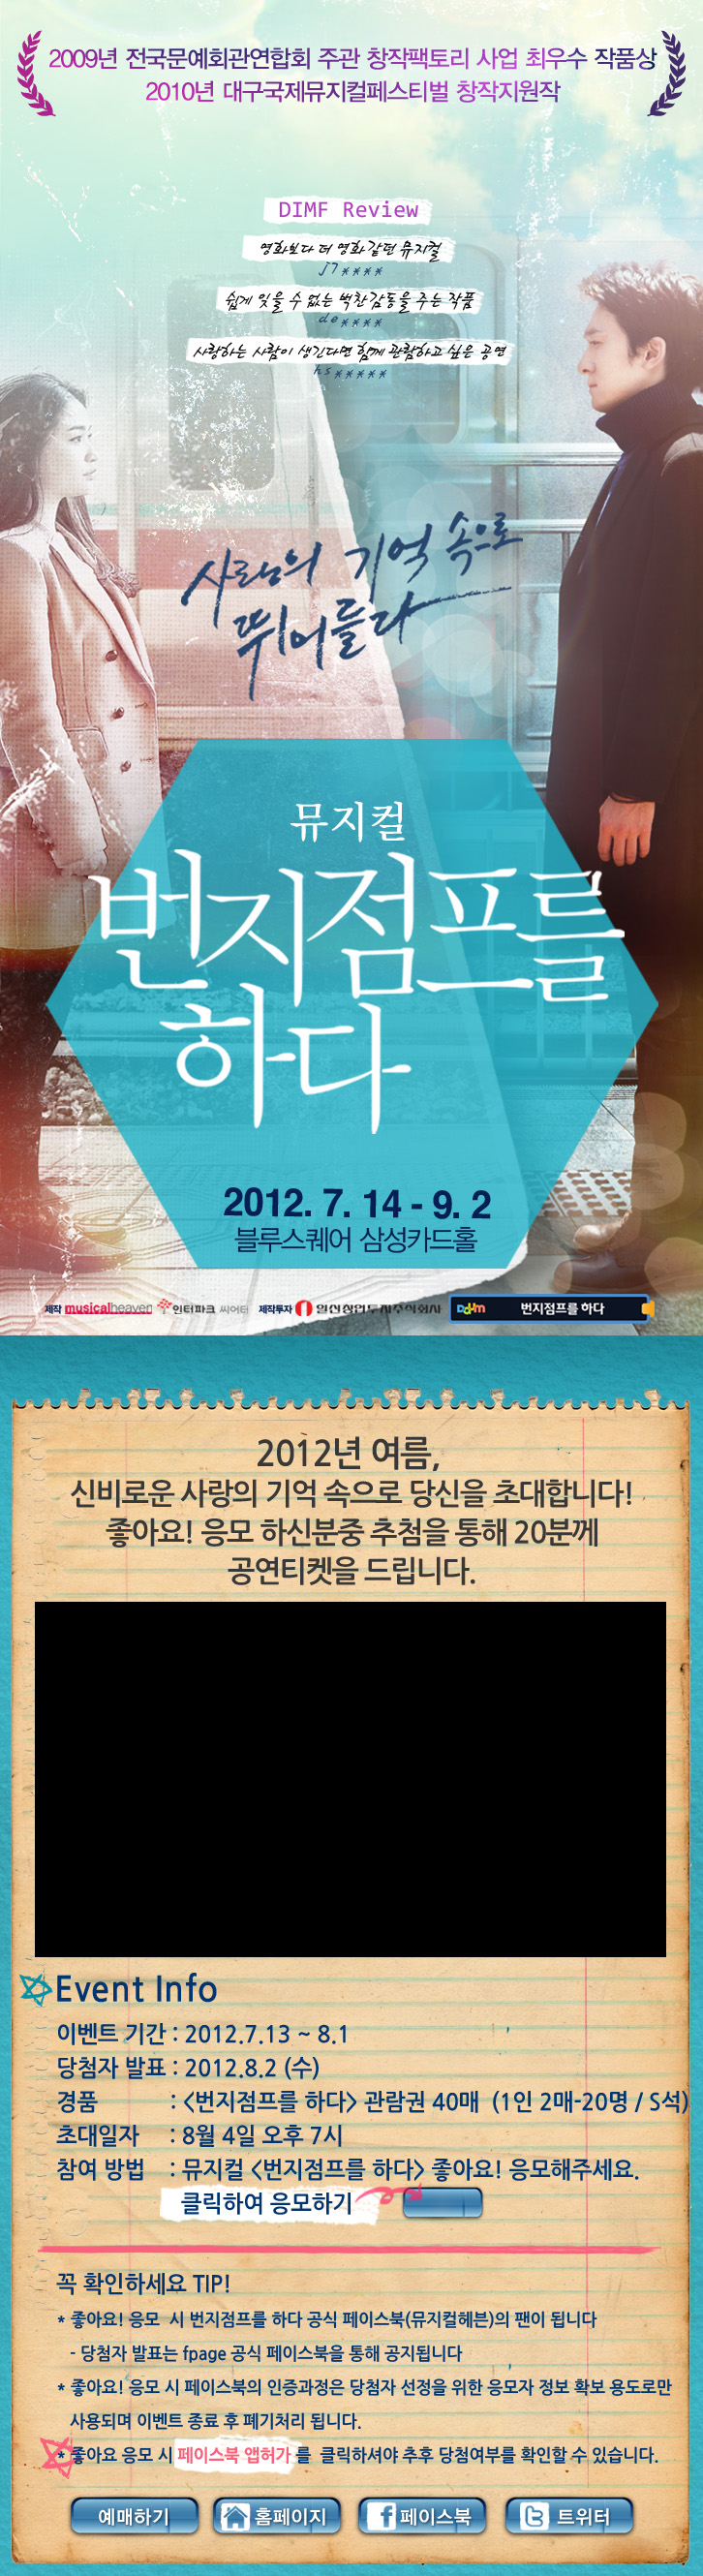 2009년 전국문예회관연합회 주관 창작팩토리 사업 최우수 작품상
2010년 대구국제뮤지컬페스티벌 창작지원작
DIMF Review
영화보다 더 영화 같던 뮤지컬
j7****
쉽게 잊을 수 없는 벅찬 감동을 주는 작품
de****
사랑하는 사람이 생긴다면 함께 관람하고 싶은 공연
hs*****
사랑의 기억 속으로
뛰어들다
뮤지컬
번지점프를
하다
2012. 7. 14 - 9. 2
블루스퀘어 삼성카드홀
제작 musicalheaven 인터파크 씨어터 제작투자 일신창업투자주식회사 Daum 번지점프를 하다
2012년 여름,
신비로운 사랑의 기억 속으로 당신을 초대합니다!
좋아요! 응모 하신분중 추첨을 통해 20분께
공연티켓을 드립니다.
Event Info
이벤트 기간 : 2012.7.13 ~ 8.1
당첨자 발표 : 2012.8.2 (수)
경품 : <번지점프를 하다> 관람권 40매 (1인 2매-20명 / S석)
초대일자 : 8월 4일 오후 7시
참여 방법 : 뮤지컬 <번지점프를 하다> 좋아요! 응모해주세요.
클릭하여 응모하기
꼭 확인하세요 TIP!
* 좋아요! 응모 시 번지점프를 하다 공식 페이스북(뮤지컬헤븐)의 팬이 됩니다
- 당첨자 발표는 fpage 공식 페이스북을 통해 공지됩니다
* 좋아요! 응모 시 페이스북의 인증과정은 당첨자 선정을 위한 응모자 정보 확보 용도로만
사용되며 이벤트 종료 후 폐기처리 됩니다.
* 좋아요 응모 시 페이스북 앱허가 를 클릭하셔야 추후 당첨여부를 확인할 수 있습니다.
예매하기 홈페이지 페이스북 트위터